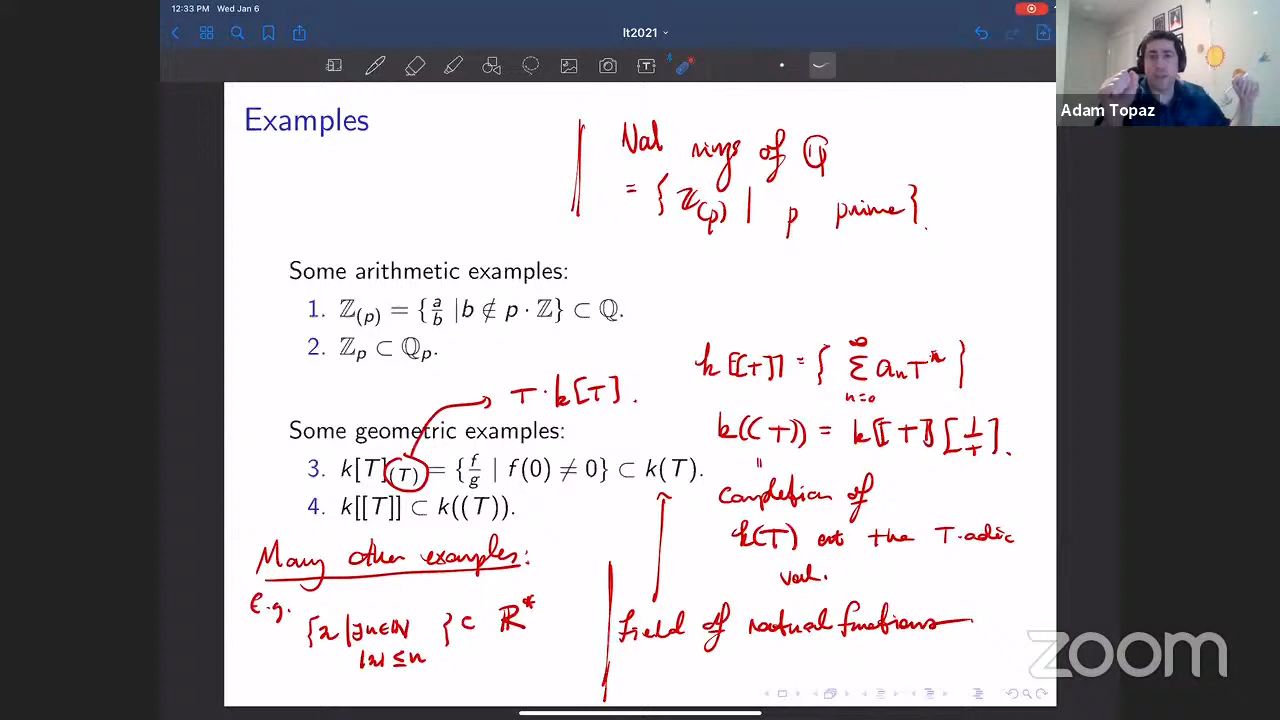 12:33 PM Wed Jan 6
lt2021
Adam Topaz
Examples
Val rings of ℚ
= { ℤ(p) | p prime }.
Some arithmetic examples:
1. ℤ(p) = { a/b | b ∉ p · ℤ } ⊂ ℚ.
2. ℤp ⊂ ℚp.
k[[T]] = { ∑_{n=0}^{∞} a_n T^n }
T · k[T].
k((T)) = k[[T]] [1/T].
Some geometric examples:
3. k[T](T) = { f/g | f(0) ≠ 0 } ⊂ k(T).
4. k[[T]] ⊂ k((T)).
"
completion of
k(T) wrt the T-adic
val.
Many other examples:
E.g. { x | ∃n∈ℕ |x| ≤ n } ⊂ ℝ*
field of rational functions
zoom